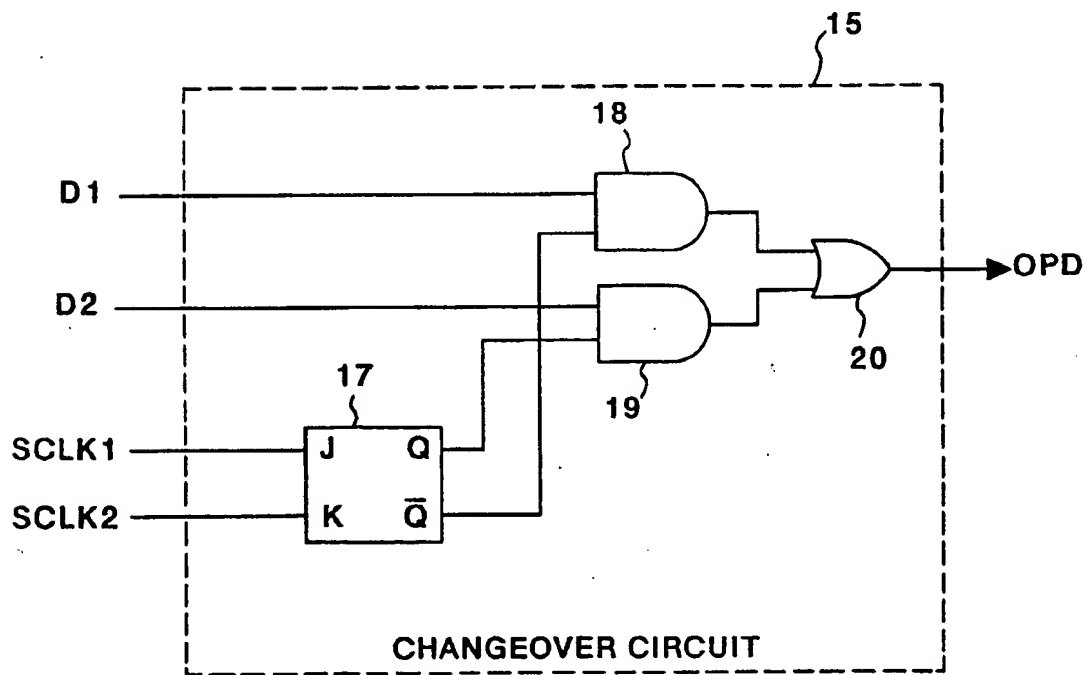 15
18
D1
OPD
D2
20
17
19
SCLK1
J Q
SCLK2
K Q̅
CHANGEOVER CIRCUIT